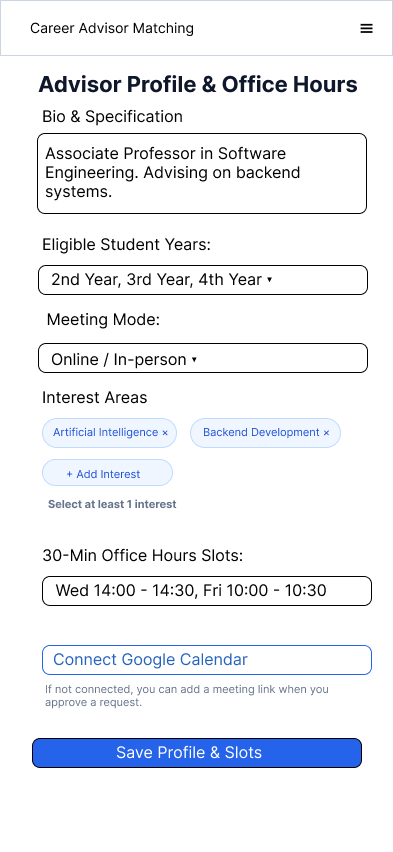 Career Advisor Matching
Advisor Profile & Office Hours
Bio & Specification
Associate Professor in Software
Engineering. Advising on backend
systems.
Eligible Student Years:
2nd Year, 3rd Year, 4th Year ▾
Meeting Mode:
Online / In-person ▾
Interest Areas
Artificial Intelligence × Backend Development ×
+ Add Interest
Select at least 1 interest
30-Min Office Hours Slots:
Wed 14:00 - 14:30, Fri 10:00 - 10:30
Connect Google Calendar
If not connected, you can add a meeting link when you
approve a request.
Save Profile & Slots